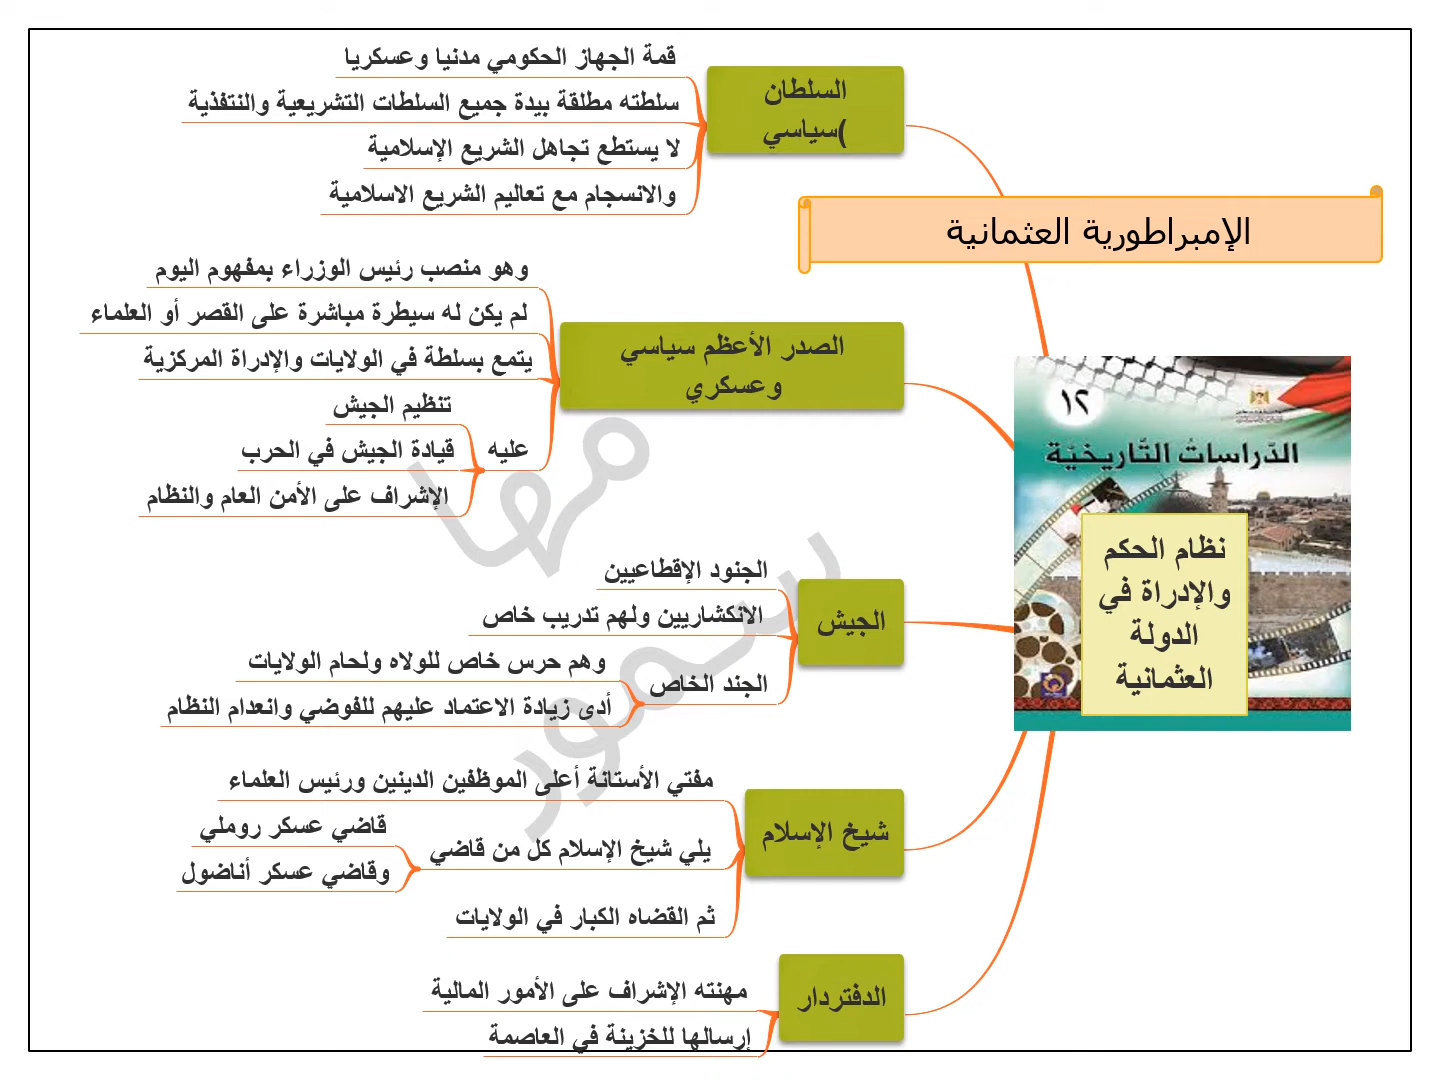 الإمبراطورية العثمانية
١٢
الدّراساتُ التّاريخيّة
نظام الحكم
والإدراة في
الدولة
العثمانية
السلطان
)سياسي
قمة الجهاز الحكومي مدنيا وعسكريا
سلطته مطلقة بيدة جميع السلطات التشريعية والنتفذية
لا يستطع تجاهل الشريع الإسلامية
والانسجام مع تعاليم الشريع الاسلامية
الصدر الأعظم سياسي
وعسكري
وهو منصب رئيس الوزراء بمفهوم اليوم
لم يكن له سيطرة مباشرة على القصر أو العلماء
يتمع بسلطة في الولايات والإدراة المركزية
عليه
تنظيم الجيش
قيادة الجيش في الحرب
الإشراف على الأمن العام والنظام
الجيش
الجنود الإقطاعيين
الانكشاريين ولهم تدريب خاص
الجند الخاص
وهم حرس خاص للولاه ولحام الولايات
أدى زيادة الاعتماد عليهم للفوضي وانعدام النظام
شيخ الإسلام
مفتي الأستانة أعلى الموظفين الدينين ورئيس العلماء
يلي شيخ الإسلام كل من قاضي
قاضي عسكر روملي
وقاضي عسكر أناضول
ثم القضاه الكبار في الولايات
الدفتردار
مهنته الإشراف على الأمور المالية
إرسالها للخزينة في العاصمة
مها
سمور